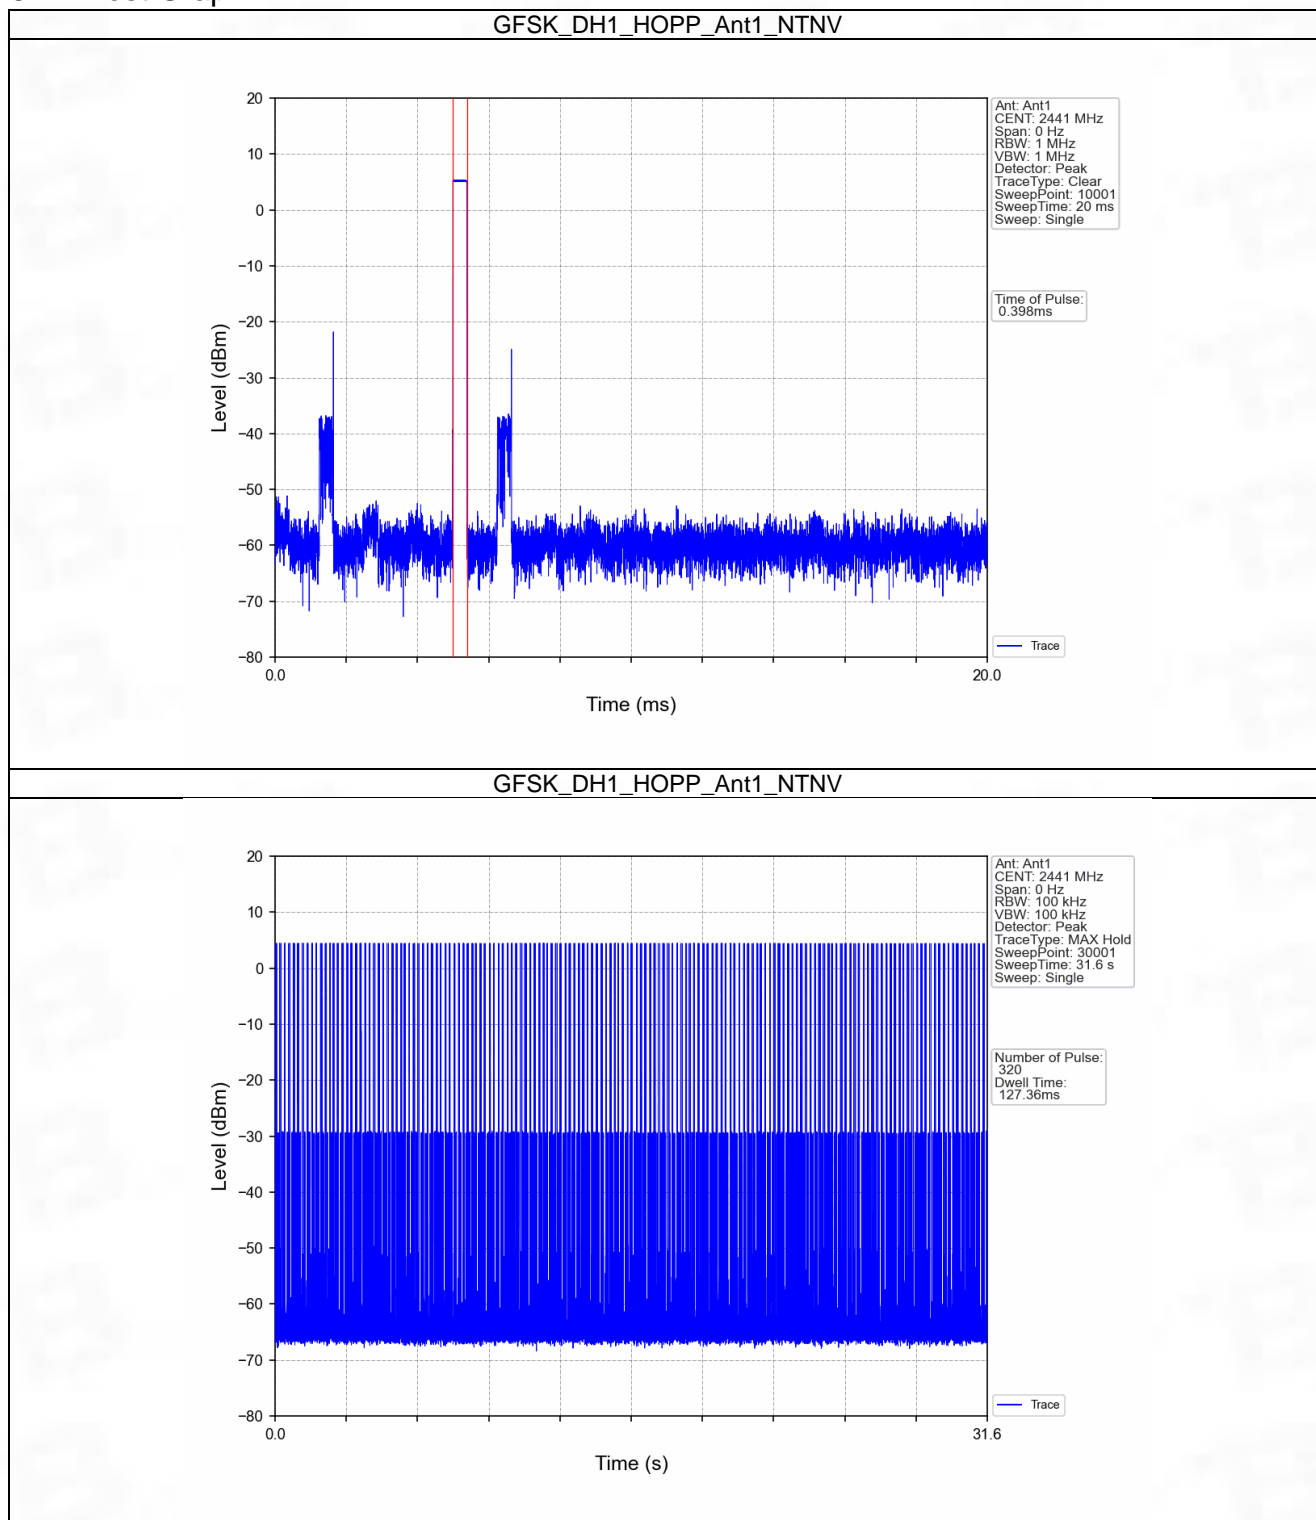 GFSK_DH1_HOPP_Ant1_NTNV
20
10
0
−10
−20
−30
−40
−50
−60
−70
−80
Level (dBm)
0.0
20.0
Time (ms)
Ant: Ant1
CENT: 2441 MHz
Span: 0 Hz
RBW: 1 MHz
VBW: 1 MHz
Detector: Peak
TraceType: Clear
SweepPoint: 10001
SweepTime: 20 ms
Sweep: Single
Time of Pulse:
0.398ms
Trace
GFSK_DH1_HOPP_Ant1_NTNV
20
10
0
−10
−20
−30
−40
−50
−60
−70
−80
Level (dBm)
0.0
31.6
Time (s)
Ant: Ant1
CENT: 2441 MHz
Span: 0 Hz
RBW: 100 kHz
VBW: 100 kHz
Detector: Peak
TraceType: MAX Hold
SweepPoint: 30001
SweepTime: 31.6 s
Sweep: Single
Number of Pulse:
320
Dwell Time:
127.36ms
Trace